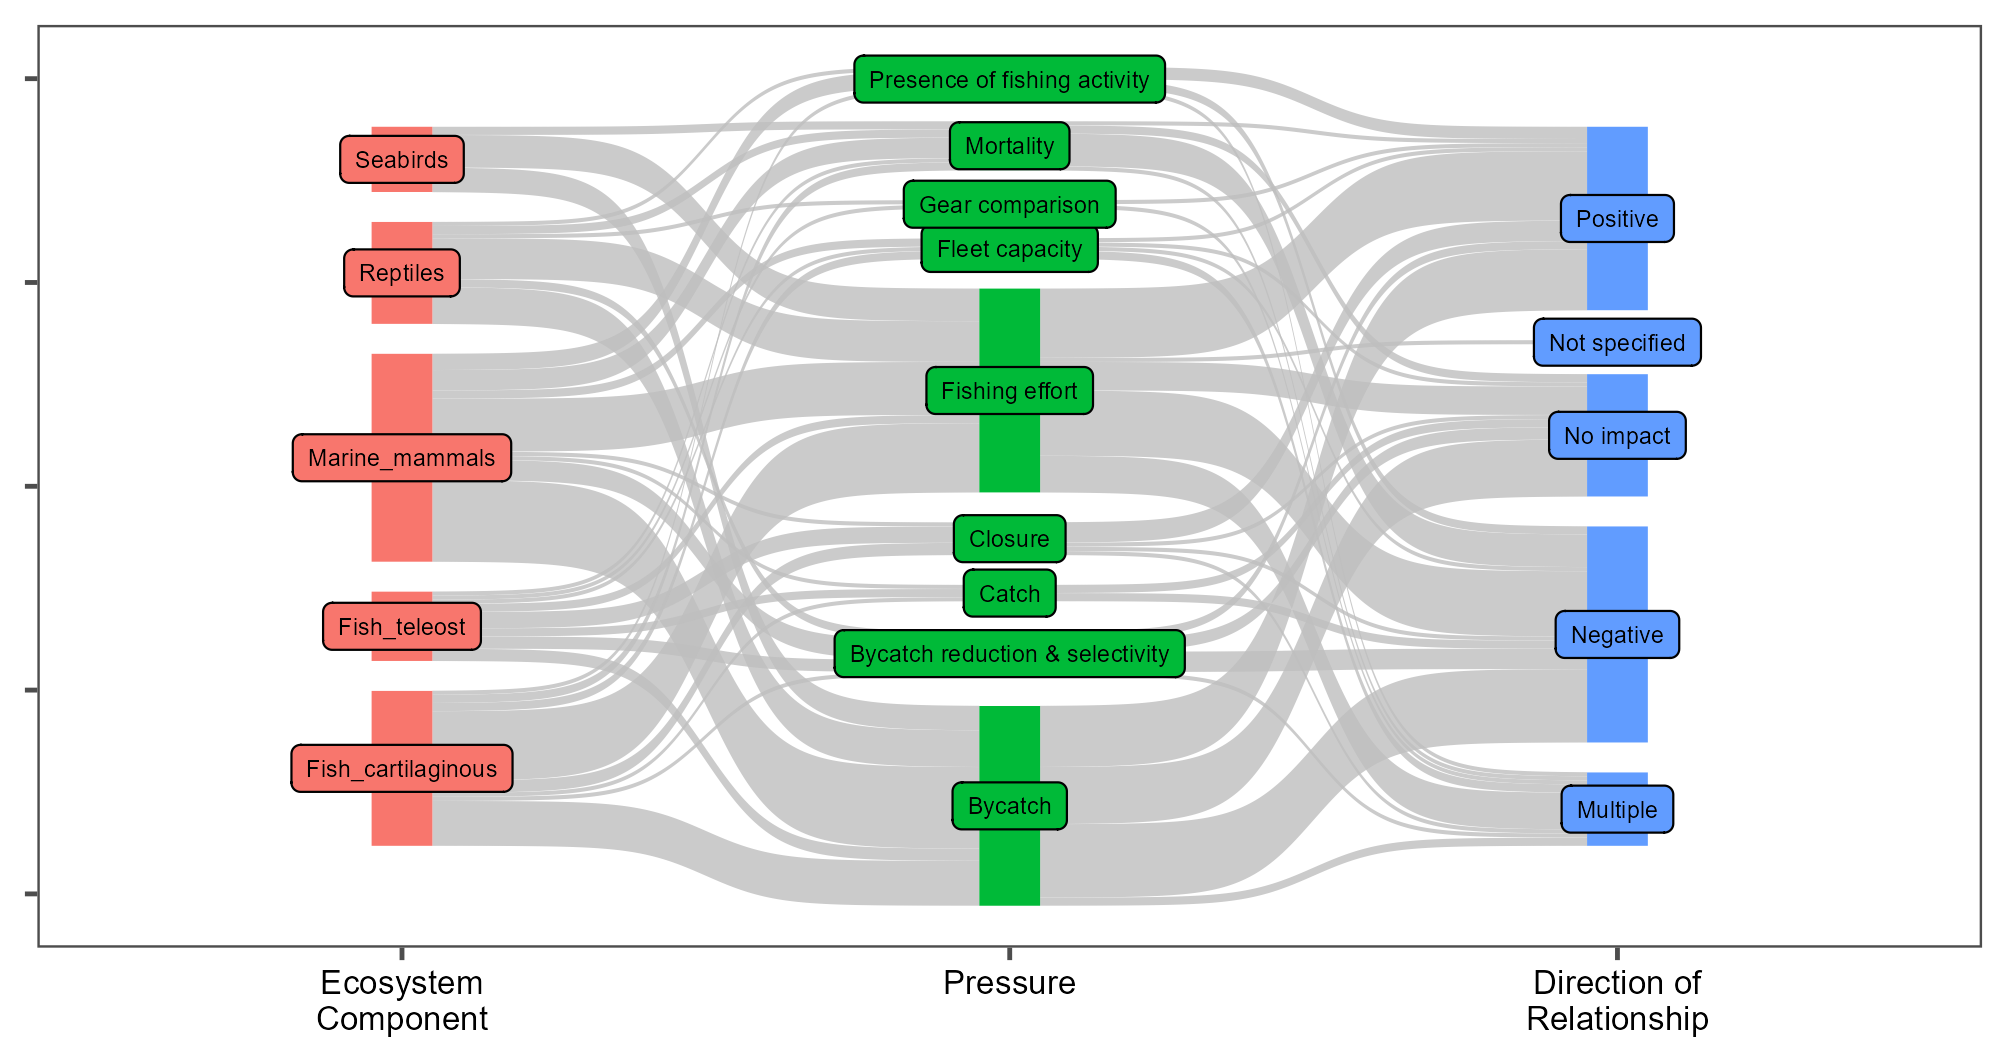 Presence of fishing activity
Mortality
Seabirds
Gear comparison
Positive
Fleet capacity
Reptiles
Not specified
Fishing effort
No impact
Marine_mammals
Closure
Catch
Fish_teleost
Negative
Bycatch reduction & selectivity
Fish_cartilaginous
Bycatch
Multiple
Ecosystem
Component
Pressure
Direction of
Relationship